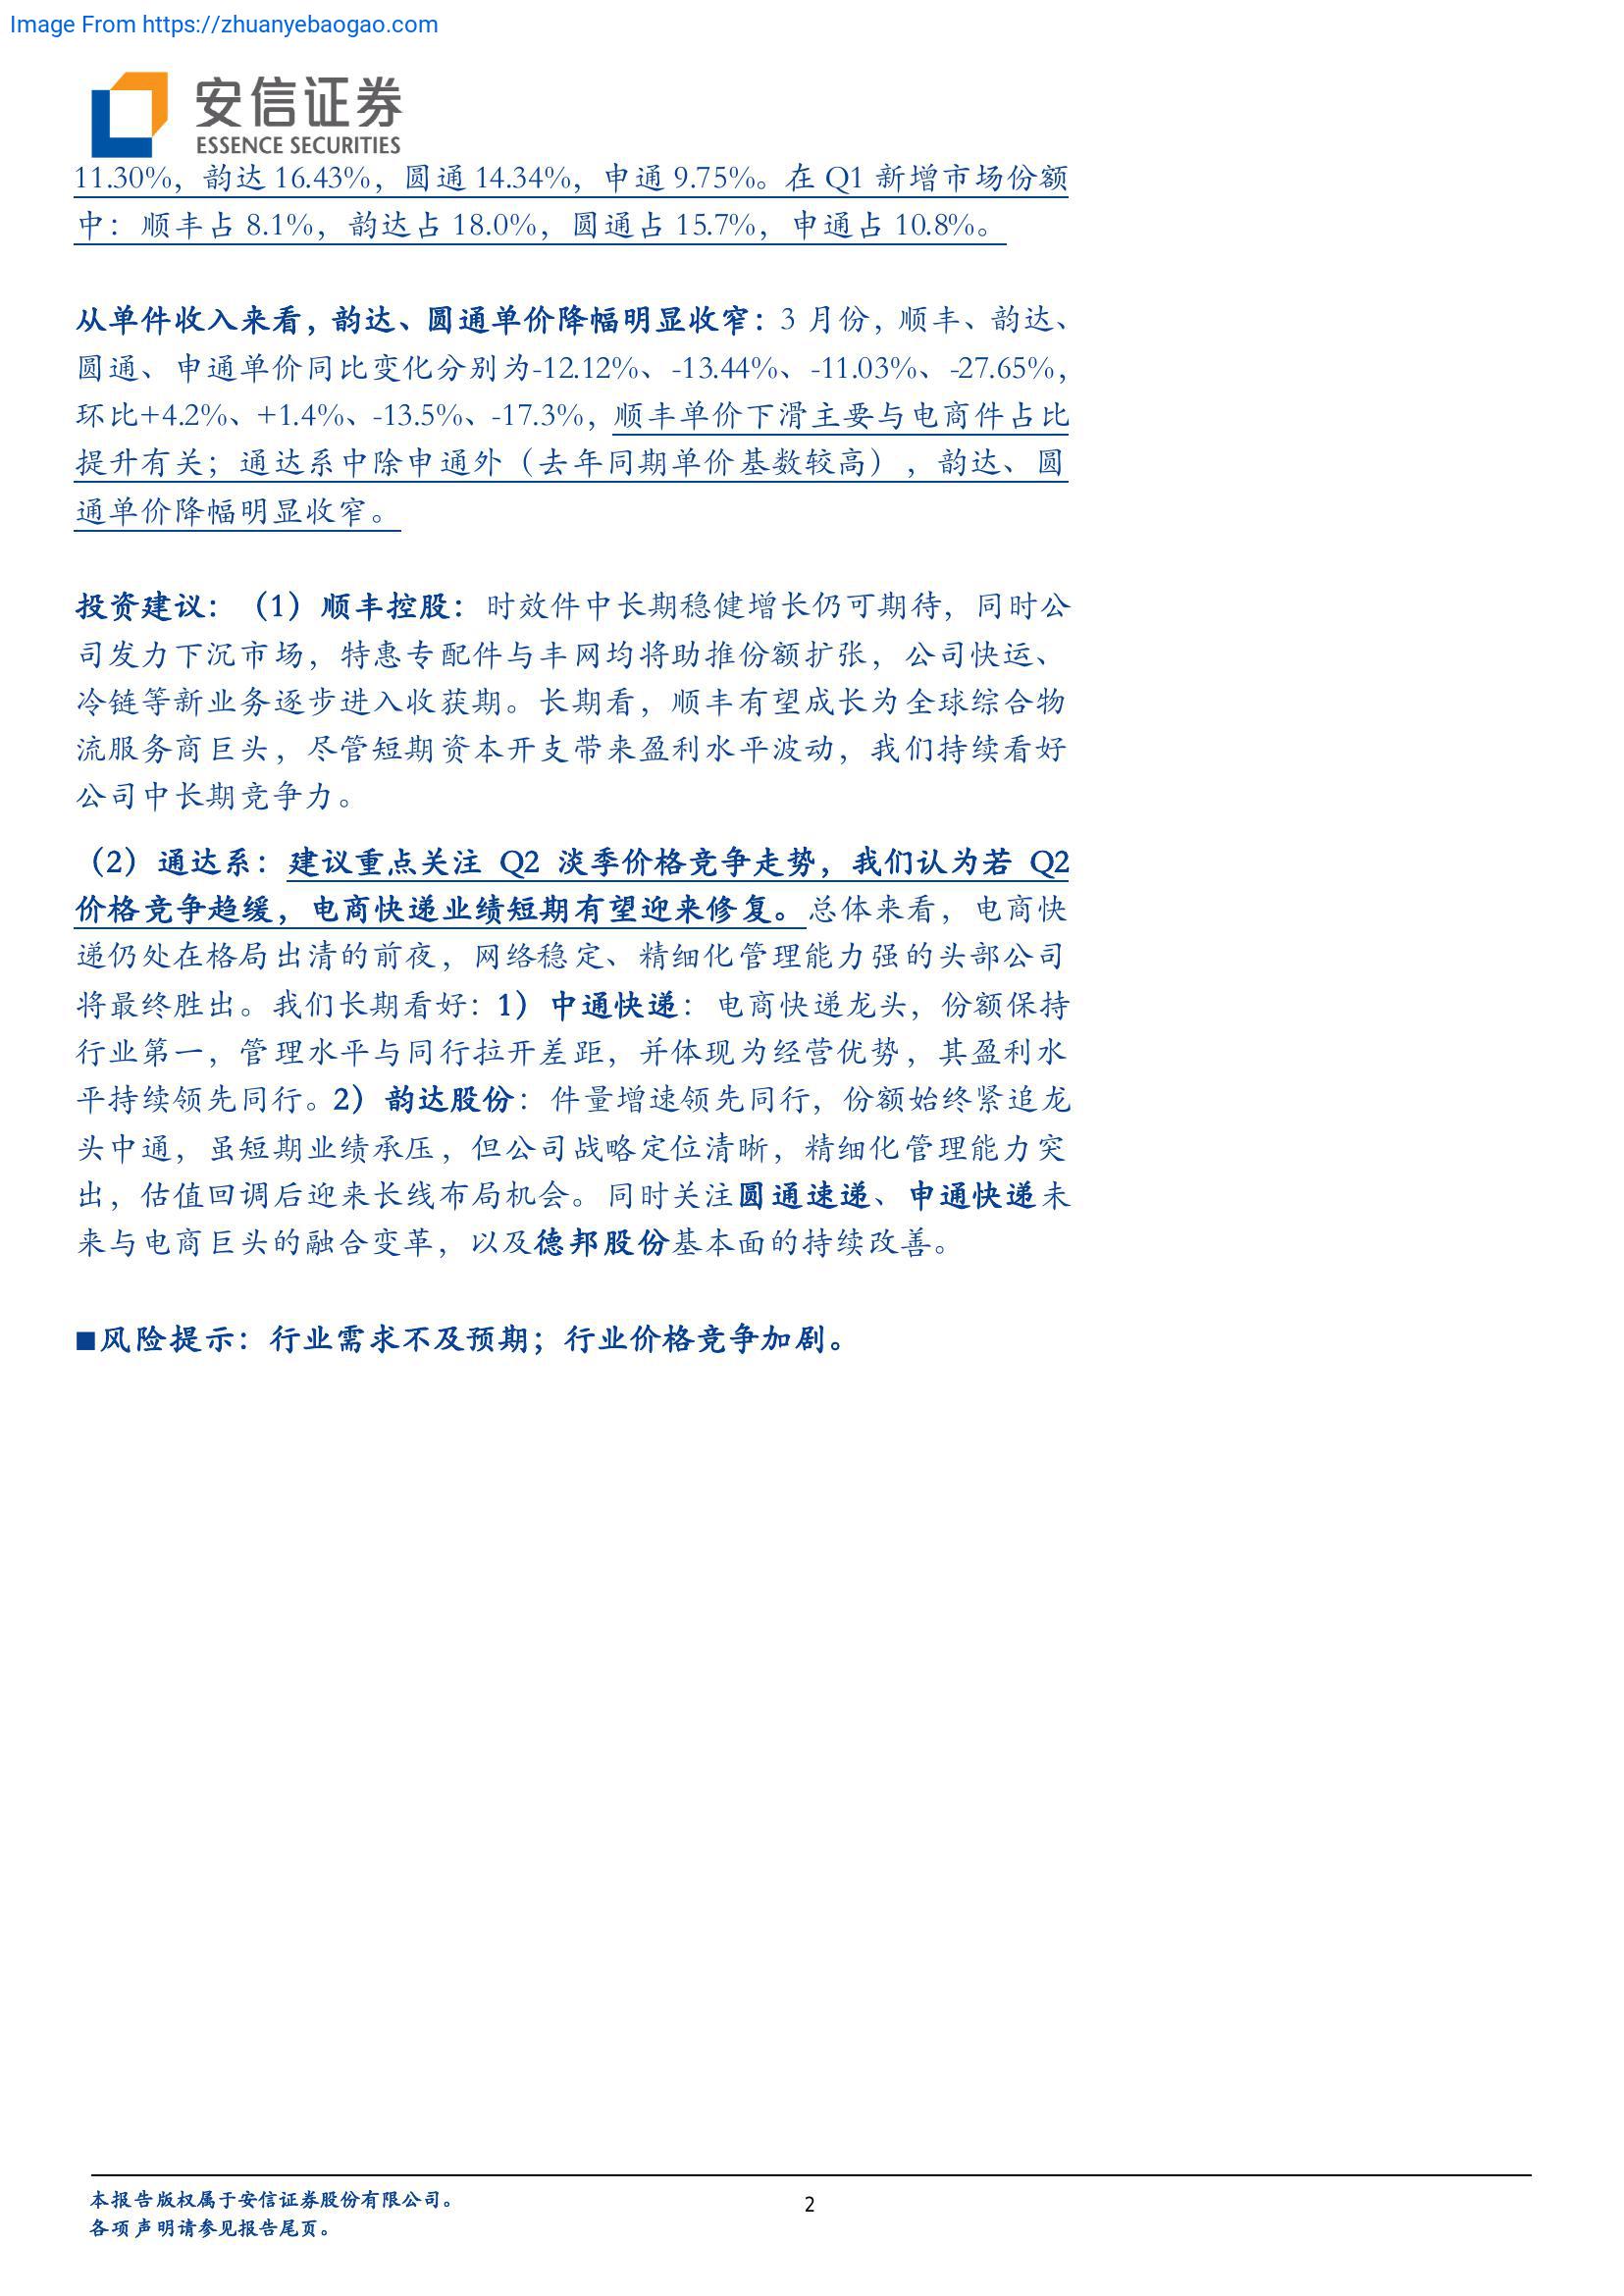 Image From https://zhuanyebaogao.com
安信证券
ESSENCE SECURITIES
11.30%，韵达 16.43%，圆通 14.34%，申通 9.75%。在 Q1 新增市场份额
中：顺丰占 8.1%，韵达占 18.0%，圆通占 15.7%，申通占 10.8%。
从单件收入来看，韵达、圆通单价降幅明显收窄：3 月份，顺丰、韵达、
圆通、申通单价同比变化分别为-12.12%、-13.44%、-11.03%、-27.65%，
环比+4.2%、+1.4%、-13.5%、-17.3%，顺丰单价下滑主要与电商件占比
提升有关；通达系中除申通外（去年同期单价基数较高），韵达、圆
通单价降幅明显收窄。
投资建议：（1）顺丰控股：时效件中长期稳健增长仍可期待，同时公
司发力下沉市场，特惠专配件与丰网均将助推份额扩张，公司快运、
冷链等新业务逐步进入收获期。长期看，顺丰有望成长为全球综合物
流服务商巨头，尽管短期资本开支带来盈利水平波动，我们持续看好
公司中长期竞争力。
（2）通达系：建议重点关注 Q2 淡季价格竞争走势，我们认为若 Q2
价格竞争趋缓，电商快递业绩短期有望迎来修复。总体来看，电商快
递仍处在格局出清的前夜，网络稳定、精细化管理能力强的头部公司
将最终胜出。我们长期看好：1）中通快递：电商快递龙头，份额保持
行业第一，管理水平与同行拉开差距，并体现为经营优势，其盈利水
平持续领先同行。2）韵达股份：件量增速领先同行，份额始终紧追龙
头中通，虽短期业绩承压，但公司战略定位清晰，精细化管理能力突
出，估值回调后迎来长线布局机会。同时关注圆通速递、申通快递未
来与电商巨头的融合变革，以及德邦股份基本面的持续改善。
■风险提示：行业需求不及预期；行业价格竞争加剧。
本报告版权属于安信证券股份有限公司。
2
各项声明请参见报告尾页。